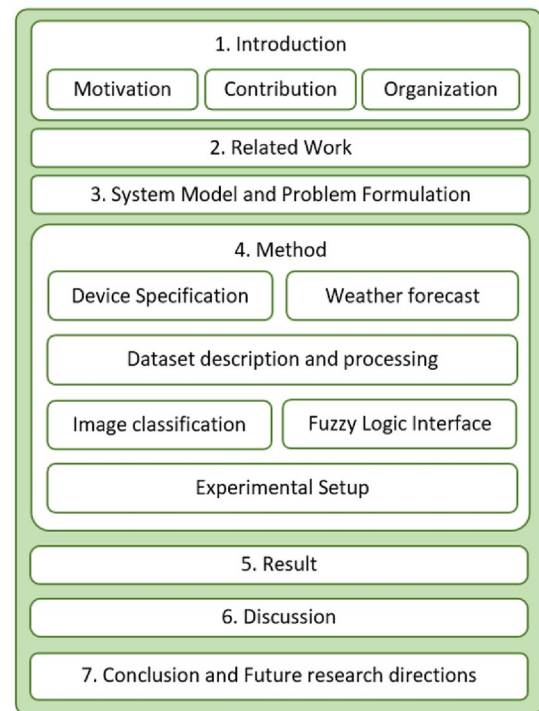 1. Introduction
Motivation
Contribution
Organization
2. Related Work
3. System Model and Problem Formulation
4. Method
Device Specification
Weather forecast
Dataset description and processing
Image classification
Fuzzy Logic Interface
Experimental Setup
5. Result
6. Discussion
7. Conclusion and Future research directions